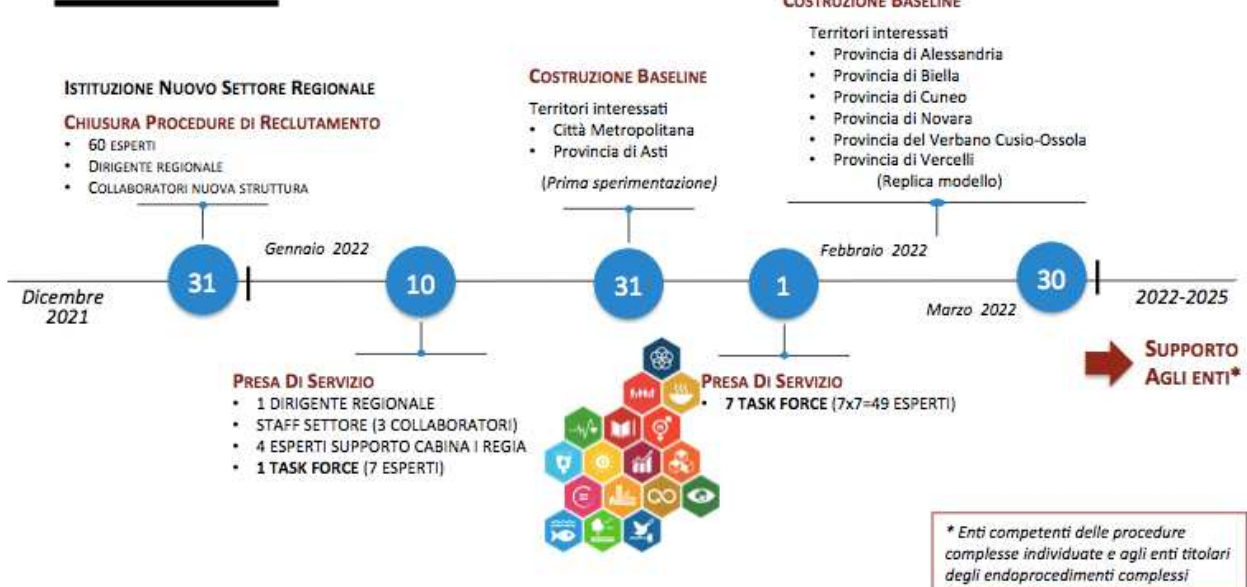 COSTRUZIONE BASELINE
Territori interessati
• Provincia di Alessandria
• Provincia di Biella
• Provincia di Cuneo
• Provincia di Novara
• Provincia del Verbano Cusio-Ossola
• Provincia di Vercelli
(Replica modello)
ISTITUZIONE NUOVO SETTORE REGIONALE
CHIUSURA PROCEDURE DI RECLUTAMENTO
• 60 ESPERTI
• DIRIGENTE REGIONALE
• COLLABORATORI NUOVA STRUTTURA
COSTRUZIONE BASELINE
Territori interessati
• Città Metropolitana
• Provincia di Asti
(Prima sperimentazione)
Dicembre
2021
31
Gennaio 2022
10
31
1
Febbraio 2022
Marzo 2022
30
2022-2025
SUPPORTO
AGLI ENTI*
PRESA DI SERVIZIO
• 1 DIRIGENTE REGIONALE
• STAFF SETTORE (3 COLLABORATORI)
• 4 ESPERTI SUPPORTO CABINA I REGIA
• 1 TASK FORCE (7 ESPERTI)
PRESA DI SERVIZIO
• 7 TASK FORCE (7x7=49 ESPERTI)
* Enti competenti delle procedure
complesse individuate e agli enti titolari
degli endoprocedimenti complessi